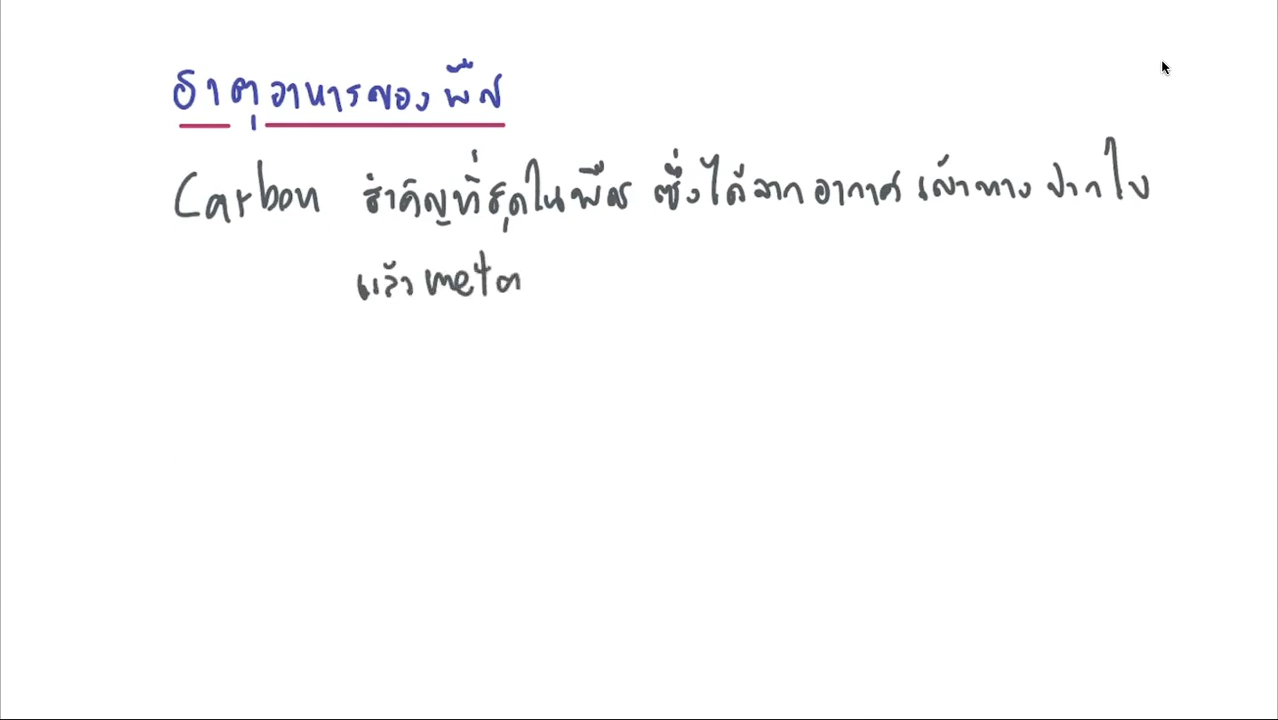 ธาตุอาหารของพืช
Carbon สำคัญที่สุดในพืช ซึ่งได้จากอากาศ เข้าทางปากใบ
แล้ว meta